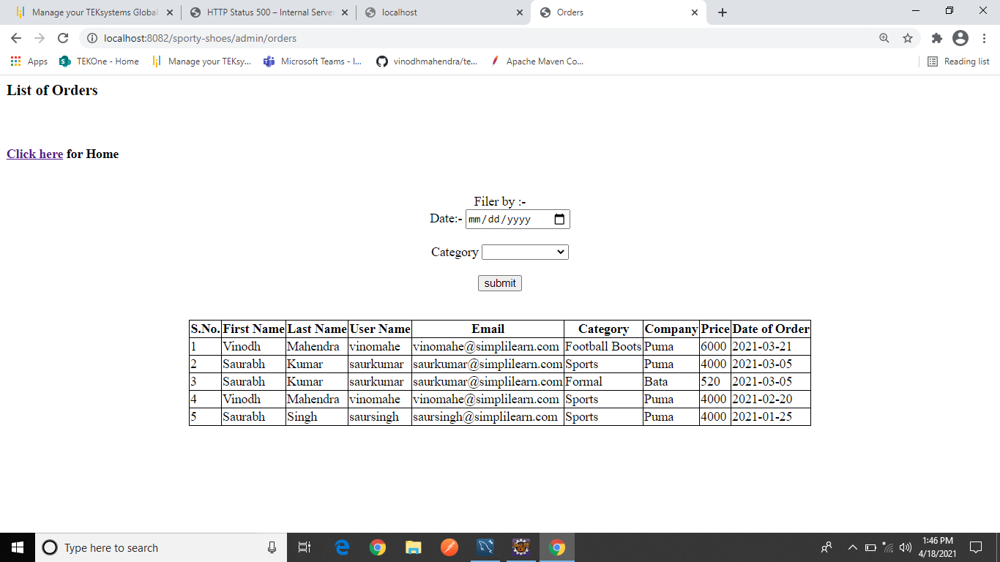 Manage your TEKsystems Global
HTTP Status 500 – Internal Server
localhost
Orders
localhost:8082/sporty-shoes/admin/orders
Apps
TEKOne - Home
Manage your TEKsy...
Microsoft Teams - I...
vinodhmahendra/te...
Apache Maven Co...
Reading list
List of Orders
Click here for Home
Filer by :-
Date:- mm/dd/yyyy
Category
submit
S.No. First Name Last Name User Name Email Category Company Price Date of Order
1 Vinodh Mahendra vinomahe vinomahe@simplilearn.com Football Boots Puma 6000 2021-03-21
2 Saurabh Kumar saurkumar saurkumar@simplilearn.com Sports Puma 4000 2021-03-05
3 Saurabh Kumar saurkumar saurkumar@simplilearn.com Formal Bata 520 2021-03-05
4 Vinodh Mahendra vinomahe vinomahe@simplilearn.com Sports Puma 4000 2021-02-20
5 Saurabh Singh saursingh saursingh@simplilearn.com Sports Puma 4000 2021-01-25
Type here to search
Java EE
IDE
1:46 PM
4/18/2021